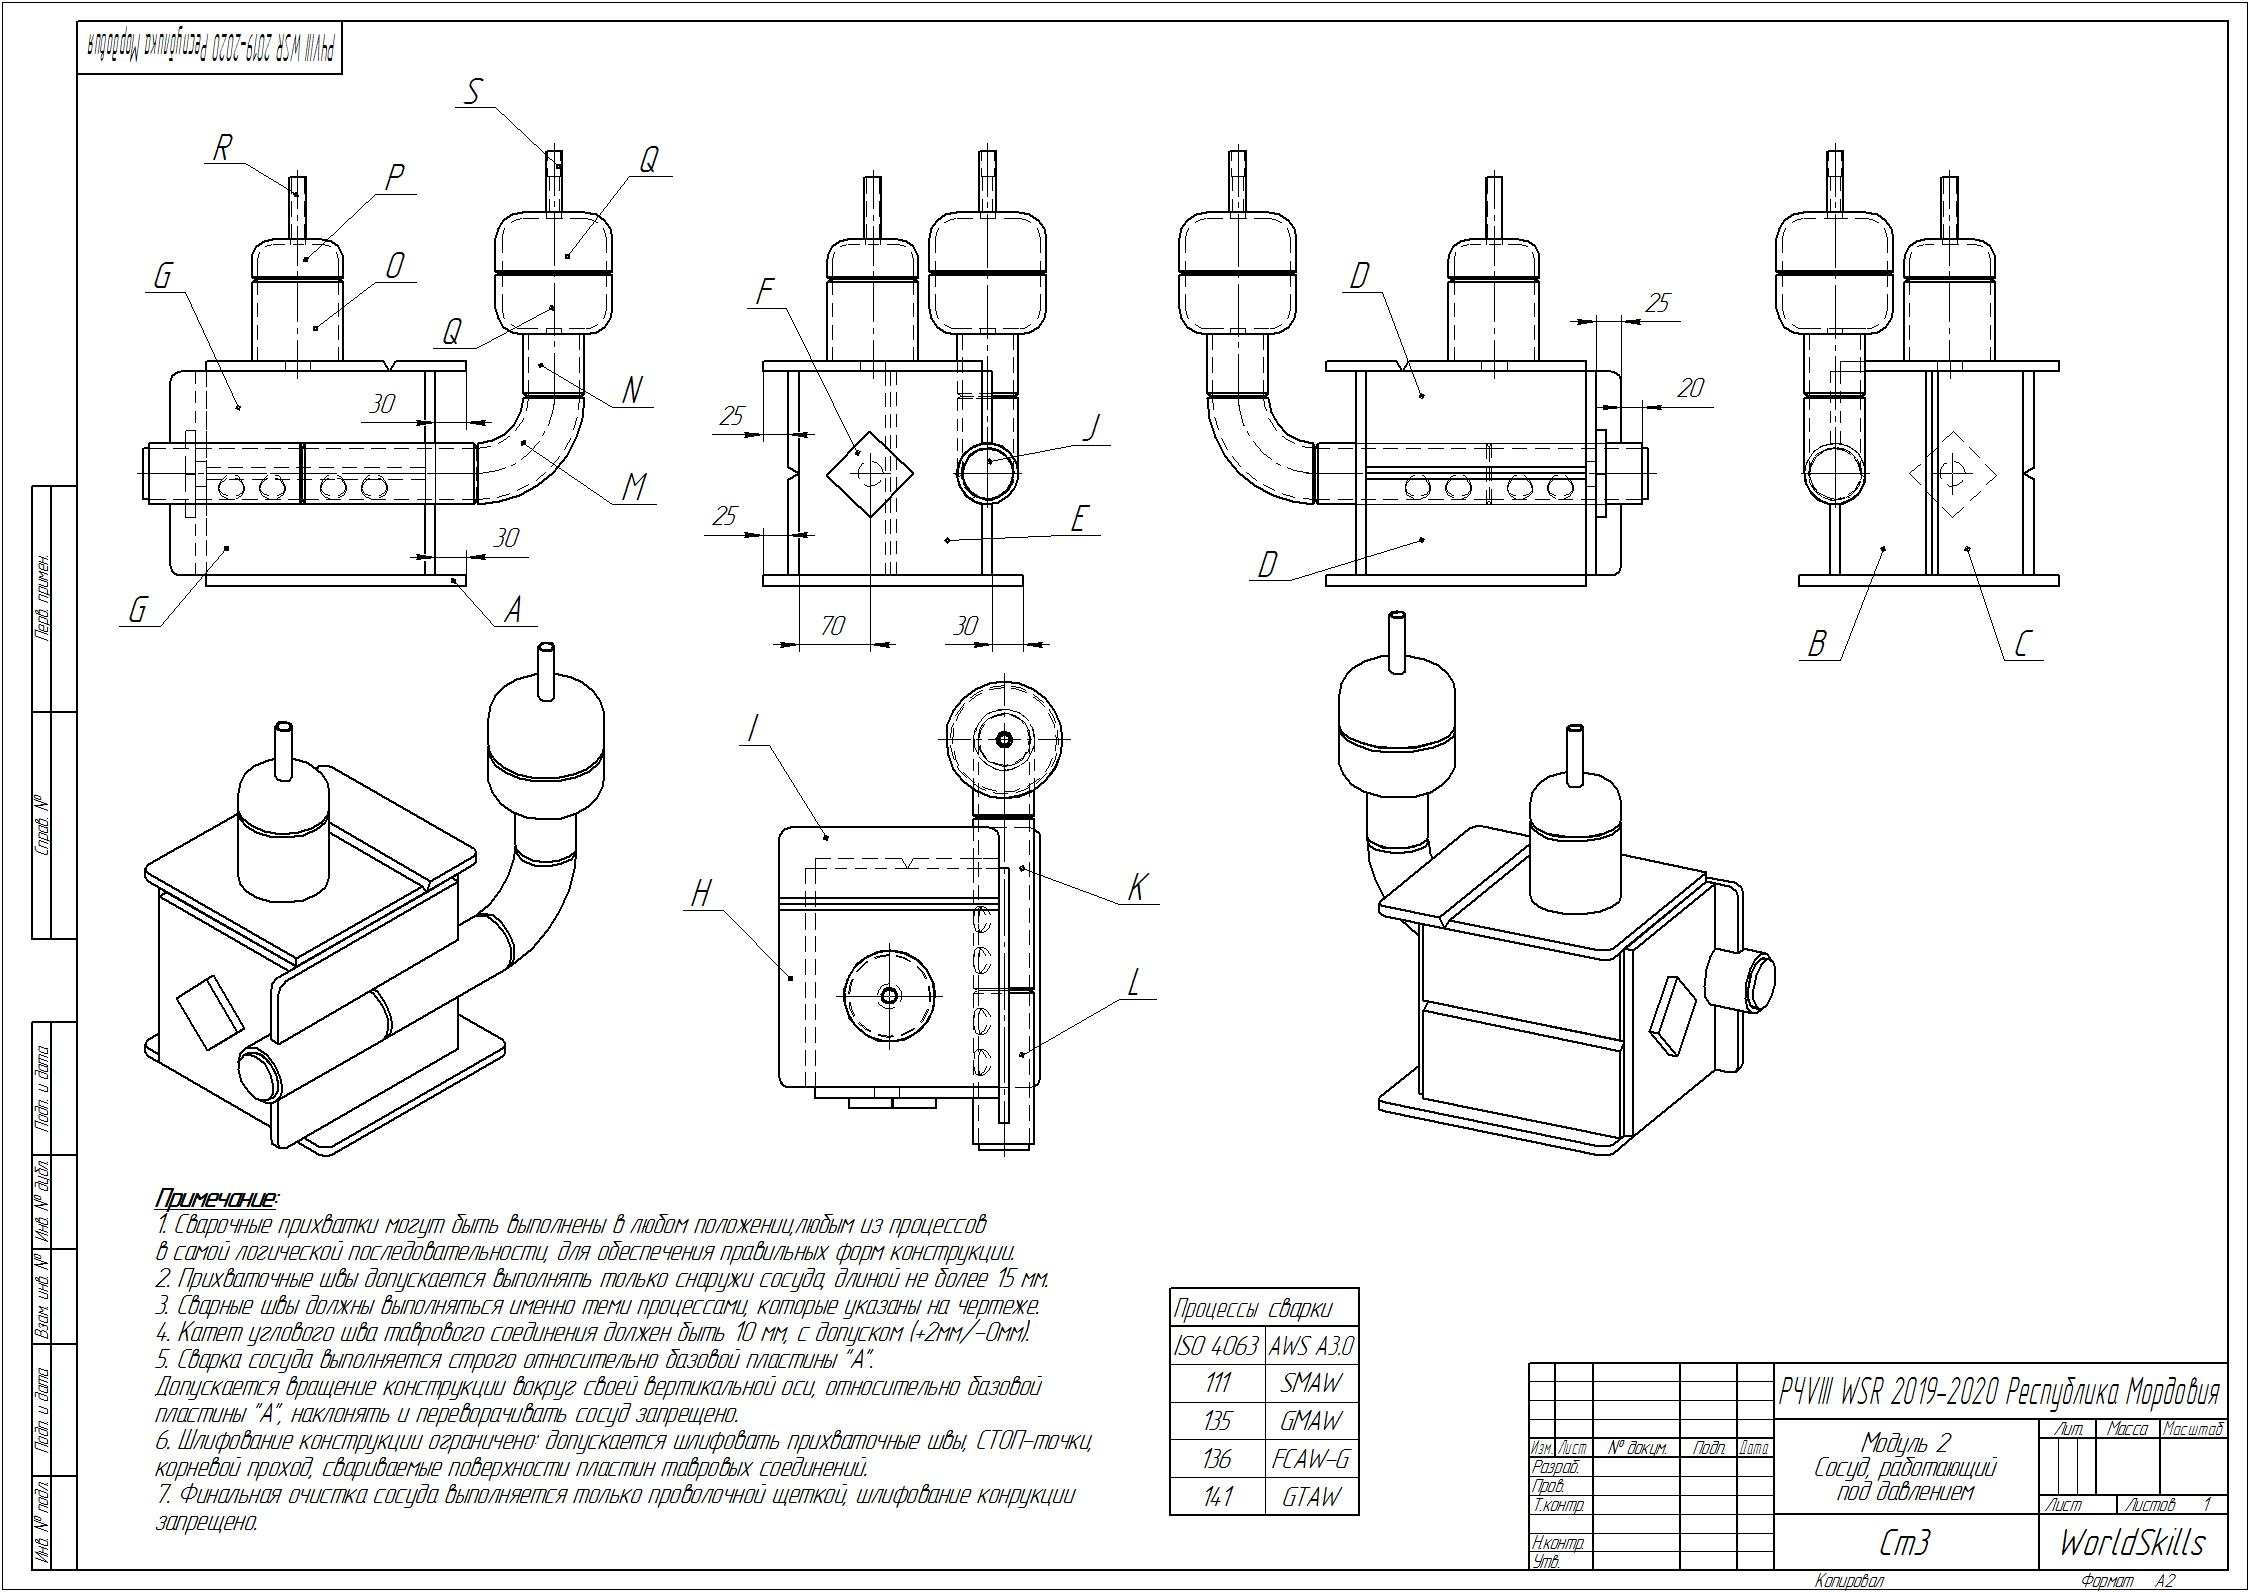 РЧVIII WSR 2019-2020 Республика Мордовия
S
R
P
Q
G
O
Q
N
30
M
30
G
A
F
25
J
25
E
70
30
D
25
20
D
B
C
I
H
K
L
Перв. примен.
Справ. №
Подп. и дата
Инв. № дубл.
Взам. инв. №
Подп. и дата
Инв. № подл.
Примечание:
1. Сварочные прихватки могут быть выполнены в любом положении,любым из процессов
в самой логической последовательности, для обеспечения правильных форм конструкции.
2. Прихваточные швы допускается выполнять только снаружи сосуда, длиной не более 15 мм.
3. Сварные швы должны выполняться именно теми процессами, которые указаны на чертеже.
4. Катет углового шва таврового соединения должен быть 10 мм, с допуском (+2мм/-0мм).
5. Сварка сосуда выполняется строго относительно базовой пластины "А".
Допускается вращение конструкции вокруг своей вертикальной оси, относительно базовой
пластины "А", наклонять и переворачивать сосуд запрещено.
6. Шлифование конструкции ограничено: допускается шлифовать прихваточные швы, СТОП-точки,
корневой проход, свариваемые поверхности пластин тавровых соединений.
7. Финальная очистка сосуда выполняется только проволочной щеткой, шлифование конрукции
запрещено.
Процессы сварки
ISO 4063 AWS A3.0
111 SMAW
135 GMAW
136 FCAW-G
141 GTAW
РЧVIII WSR 2019-2020 Республика Мордовия
Изм. Лист № докум. Подп. Дата
Разраб.
Пров.
Т.контр.
Н.контр.
Утв.
Модуль 2
Сосуд, работающий
под давлением
Лит. Масса Масштаб
Лист Листов 1
Ст3
WorldSkills
Копировал Формат А2